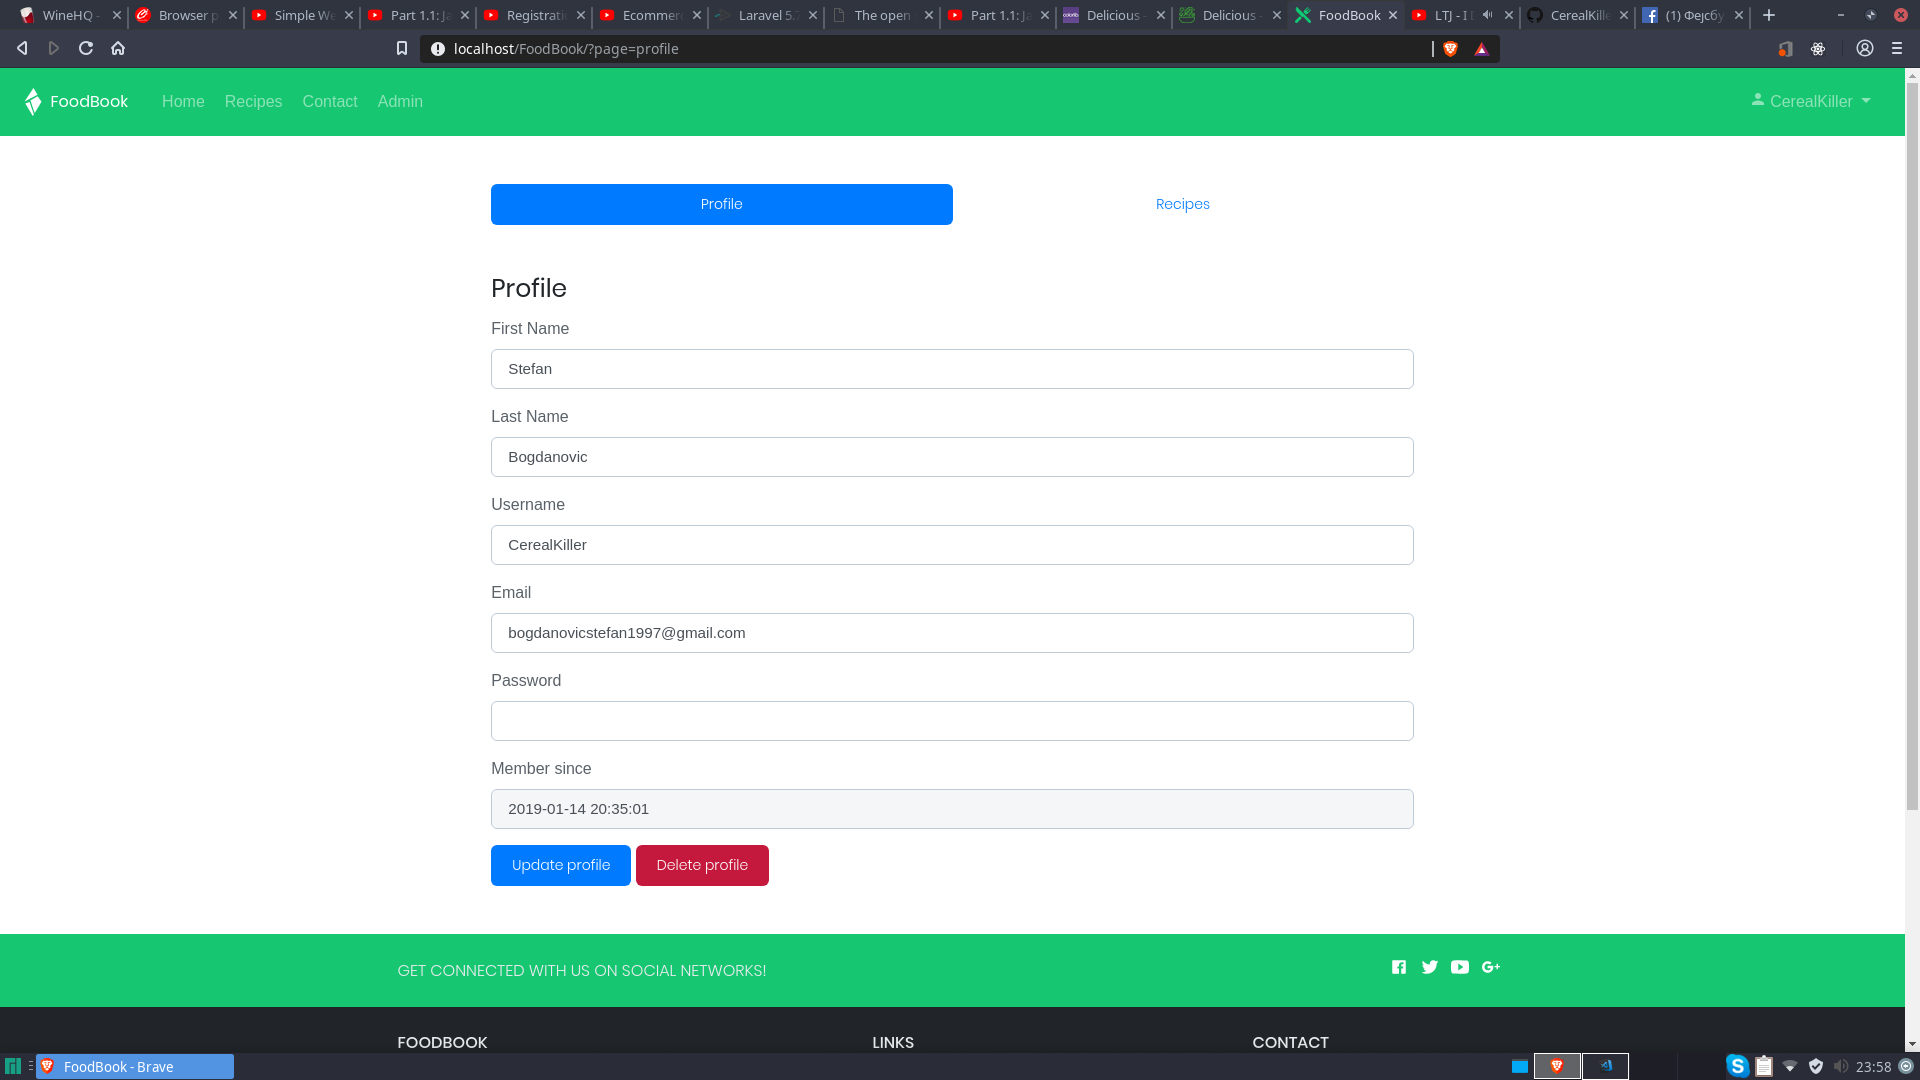 WineHQ -
Browser p
Simple We
Part 1.1: Ja
Registrati
Ecommer
Laravel 5.7
The open
Part 1.1: Ja
Delicious -
Delicious -
FoodBook
LTJ - I
CerealKille
(1) Фејсбу
localhost/FoodBook/?page=profile
FoodBook Home Recipes Contact Admin CerealKiller
Profile Recipes
Profile
First Name
Stefan
Last Name
Bogdanovic
Username
CerealKiller
Email
bogdanovicstefan1997@gmail.com
Password
Member since
2019-01-14 20:35:01
Update profile Delete profile
GET CONNECTED WITH US ON SOCIAL NETWORKS!
FOODBOOK LINKS CONTACT
FoodBook - Brave 23:58